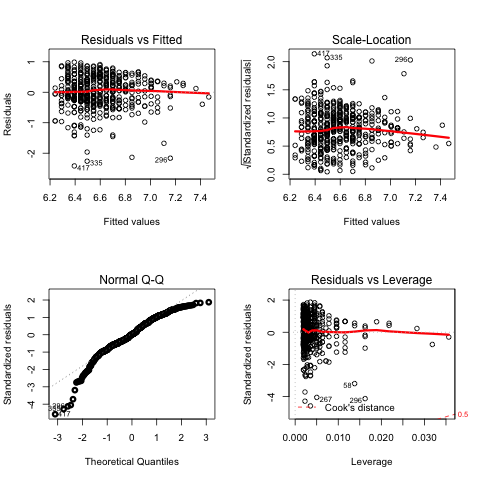 Residuals vs Fitted
Residuals
1
0
-1
-2
417
335
296
6.2 6.4 6.6 6.8 7.0 7.2 7.4
Fitted values
Scale-Location
√|Standardized residuals|
2.0
1.5
1.0
0.5
0.0
417
335
296
6.2 6.4 6.6 6.8 7.0 7.2 7.4
Fitted values
Normal Q-Q
Standardized residuals
2
1
0
-1
-2
-3
-4
417
-3 -2 -1 0 1 2 3
Theoretical Quantiles
Residuals vs Leverage
Standardized residuals
2
0
-2
-4
58
267
296
Cook's distance
0.5
0.000 0.010 0.020 0.030
Leverage